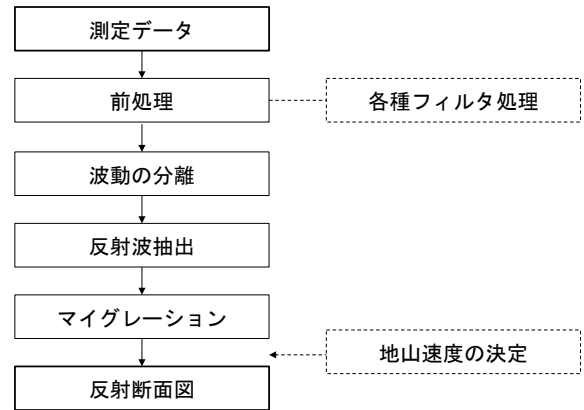 測定データ
前処理
各種フィルタ処理
波動の分離
反射波抽出
マイグレーション
地山速度の決定
反射断面図